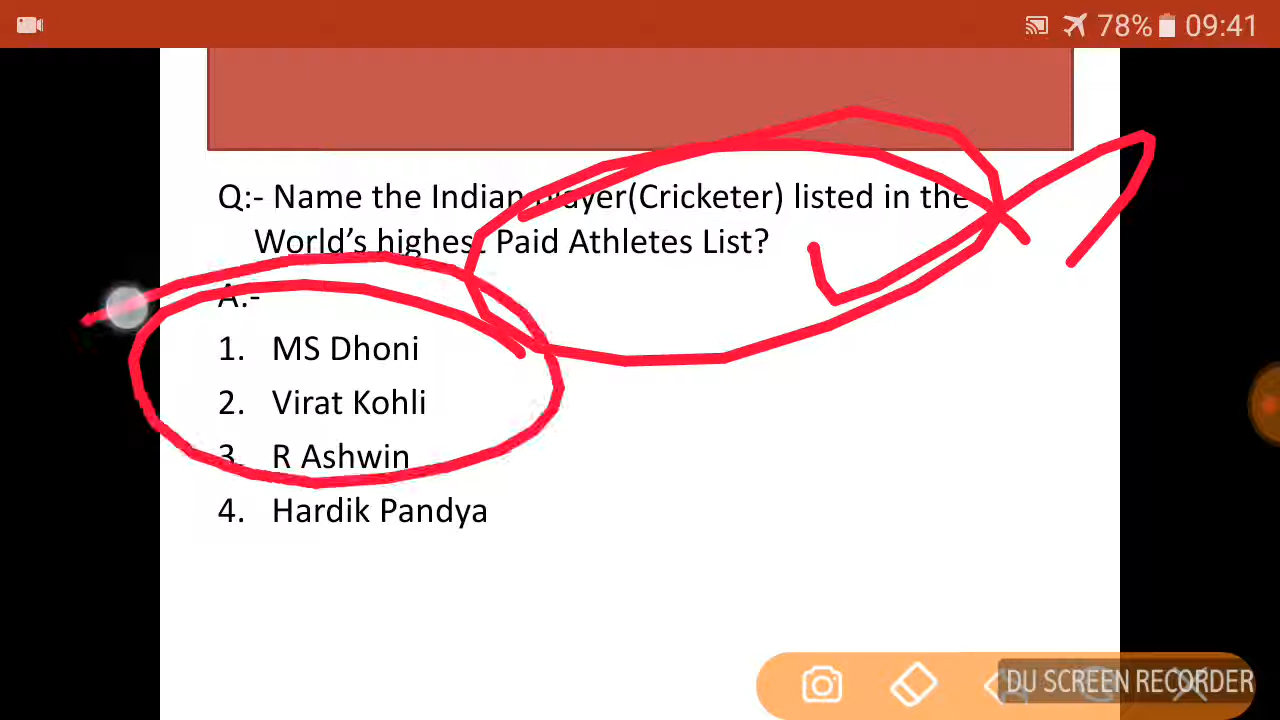 78% 09:41
Q:- Name the Indian player(Cricketer) listed in the
World's highest Paid Athletes List?
A:-
1. MS Dhoni
2. Virat Kohli
3. R Ashwin
4. Hardik Pandya
DU SCREEN RECORDER